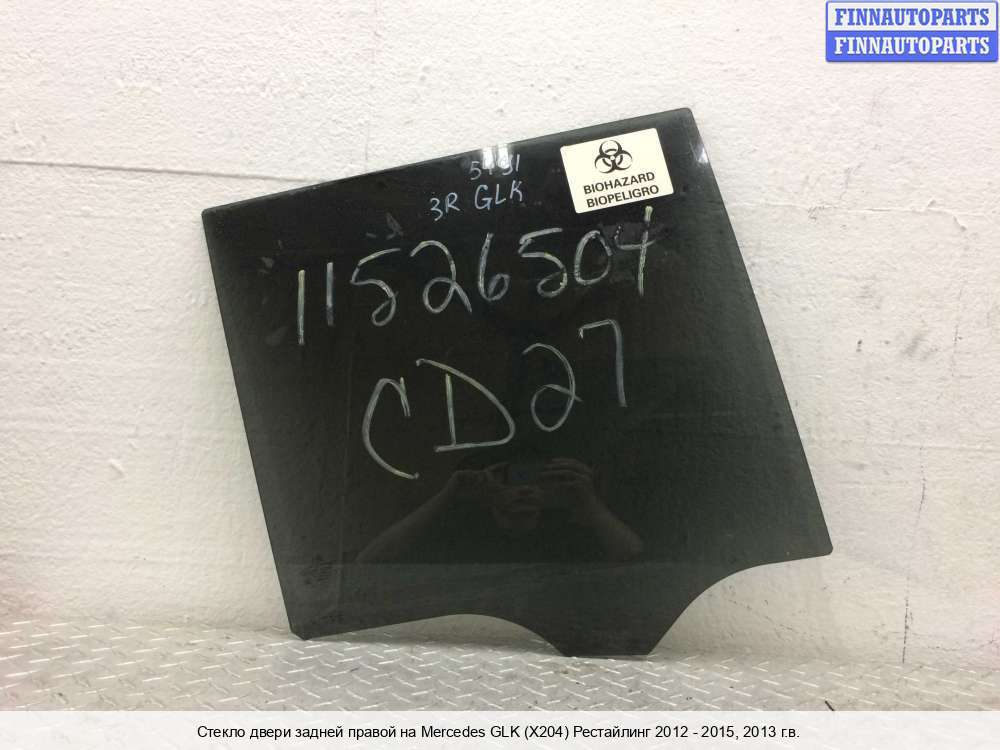 FINNAUTOPARTS
FINNAUTOPARTS
BIOHAZARD
BIOPELIGRO
3R GLK
11526504
CD27
Стекло двери задней правой на Mercedes GLK (X204) Рестайлинг 2012 - 2015, 2013 г.в.